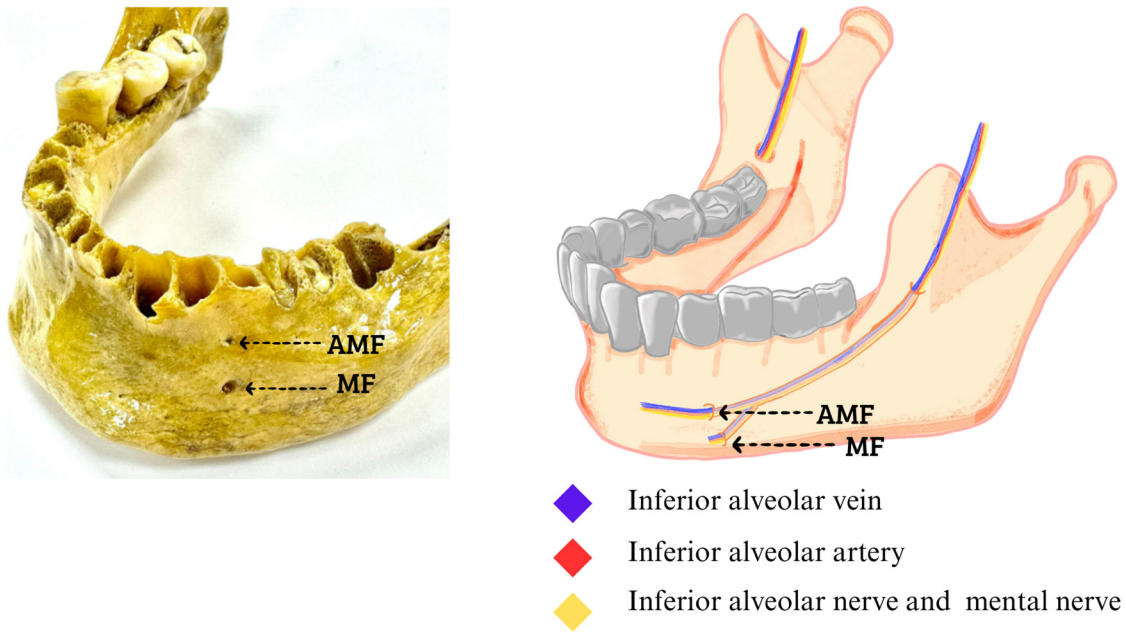 AMF
MF
AMF
MF
Inferior alveolar vein
Inferior alveolar artery
Inferior alveolar nerve and mental nerve